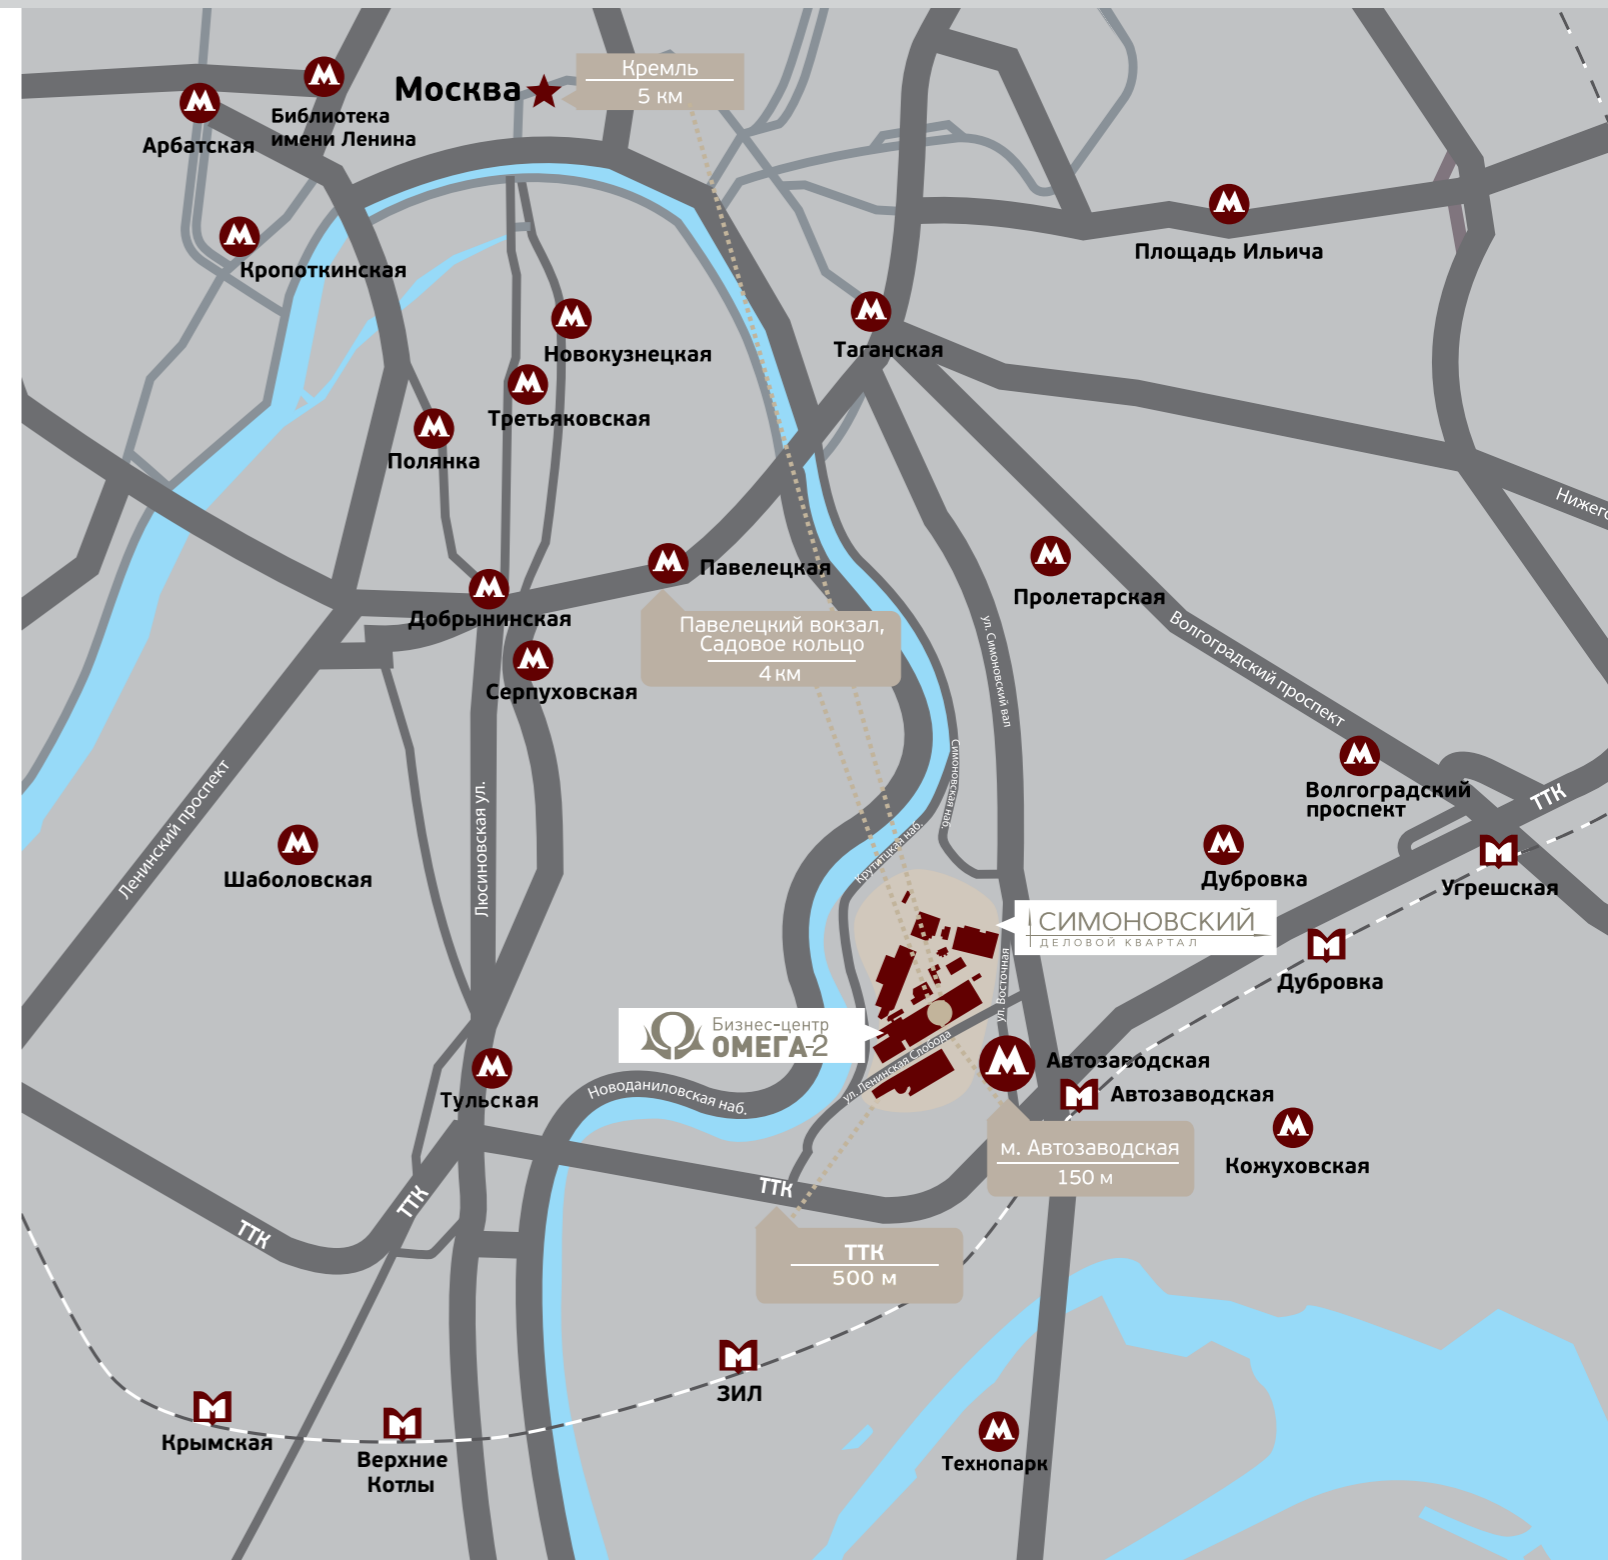 Кремль
5 км
Москва
Библиотека
имени Ленина
Арбатская
Кропоткинская
Площадь Ильича
Новокузнецкая
Таганская
Третьяковская
Полянка
Нижего
Павелецкая
Пролетарская
Добрынинская
Павелецкий вокзал,
Садовое кольцо
4 км
ул. Симоновский вал
Волгоградский проспект
Серпуховская
Симоновская наб.
Волгоградский
проспект
ТТК
Ленинский проспект
Люсиновская ул.
Крутицкая наб.
Шаболовская
Дубровка
Угрешская
СИМОНОВСКИЙ
ДЕЛОВОЙ КВАРТАЛ
Дубровка
ул. Восточная
Бизнес-центр
ОМЕГА-2
ул. Ленинская Слобода
Автозаводская
Автозаводская
Тульская
Новоданиловская наб.
Кожуховская
м. Автозаводская
150 м
ТТК
ТТК
ТТК
ТТК
500 м
ЗИЛ
Крымская
Верхние
Котлы
Технопарк